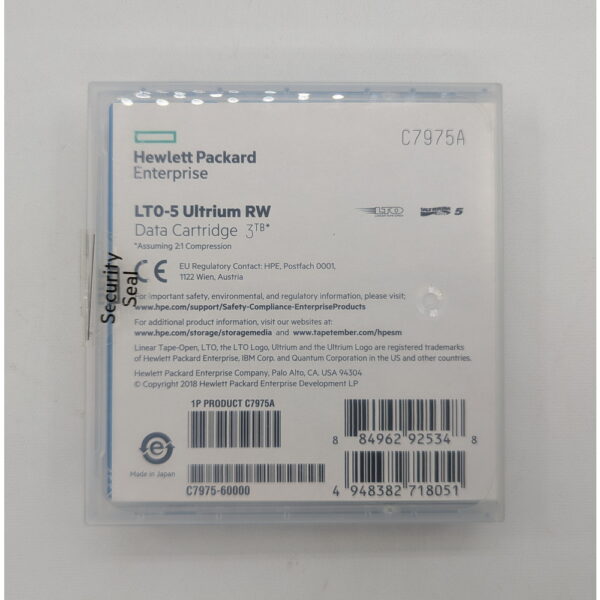 C7975A
Hewlett Packard
Enterprise
LTO-5 Ultrium RW
Data Cartridge 3TB*
*Assuming 2:1 Compression
LTO
5
CE
EU Regulatory Contact: HPE, Postfach 0001,
1122 Wien, Austria
Security
Seal
For important safety, environmental, and regulatory information, please visit;
www.hpe.com/support/Safety-Compliance-EnterpriseProducts
For additional product information, visit our websites at:
www.hpe.com/storage/storagemedia and www.tapetember.com/hpesm
Linear Tape-Open, LTO, the LTO Logo, Ultrium and the Ultrium Logo are registered trademarks
of Hewlett Packard Enterprise, IBM Corp. and Quantum Corporation in the US and other countries.
Hewlett Packard Enterprise Company, Palo Alto, CA, USA 94304
© Copyright 2018 Hewlett Packard Enterprise Development LP
1P PRODUCT C7975A
8 84962 92534 8
e
Made in Japan
C7975-60000
4 948382 718051